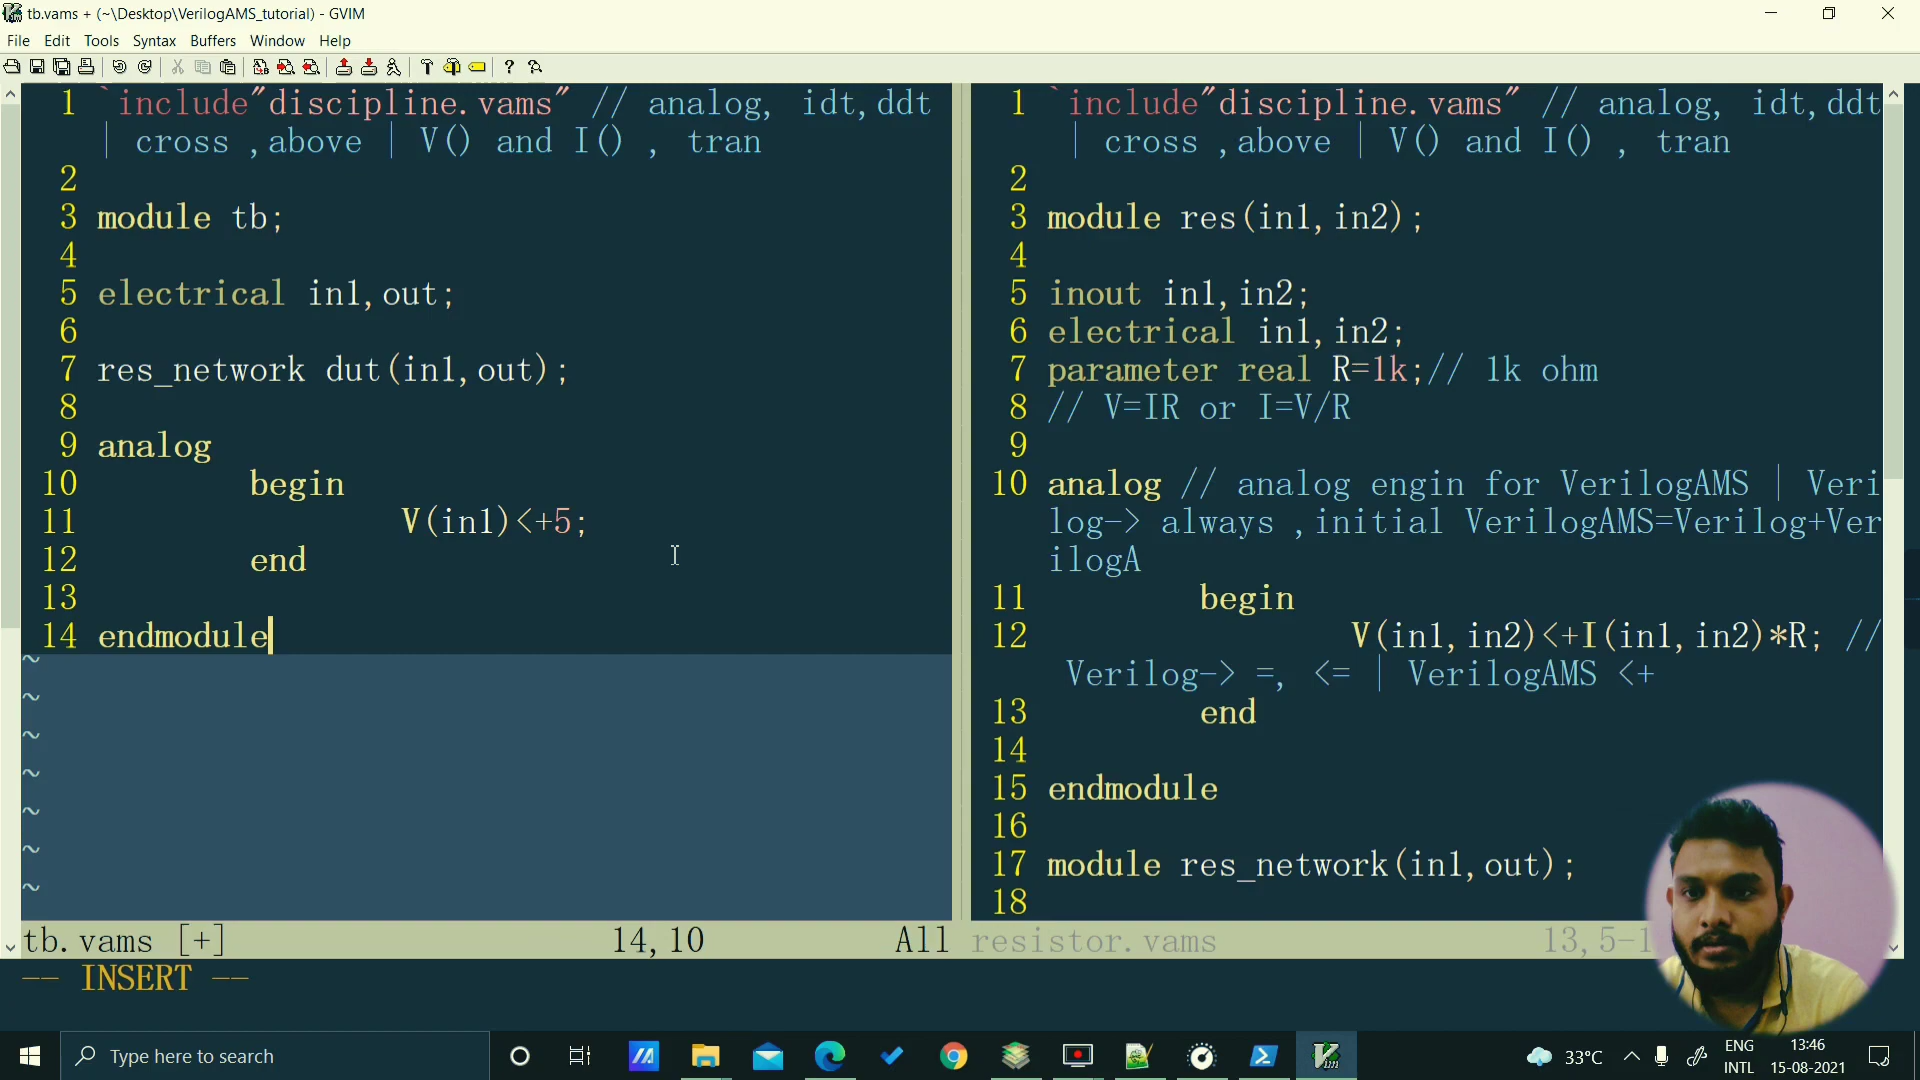 tb.vams + (~\Desktop\VerilogAMS_tutorial) - GVIM
File Edit Tools Syntax Buffers Window Help
1 `include"discipline.vams" // analog, idt,ddt
| cross ,above | V() and I() , tran
2
3 module tb;
4
5 electrical in1,out;
6
7 res_network dut(in1,out);
8
9 analog
10 begin
11 V(in1)<+5;
12 end
13
14 endmodule
~
~
~
~
~
~
~
tb.vams [+] 14,10 All
1 `include"discipline.vams" // analog, idt,ddt
| cross ,above | V() and I() , tran
2
3 module res(in1,in2);
4
5 inout in1,in2;
6 electrical in1,in2;
7 parameter real R=1k;// 1k ohm
8 // V=IR or I=V/R
9
10 analog // analog engin for VerilogAMS | Veri
log-> always ,initial VerilogAMS=Verilog+Ver
ilogA
11 begin
12 V(in1,in2)<+I(in1,in2)*R; //
Verilog-> =, <= | VerilogAMS <+
13 end
14
15 endmodule
16
17 module res_network(in1,out);
18
resistor.vams 13,5-1
-- INSERT --
Type here to search
33°C
ENG
INTL
13:46
15-08-2021